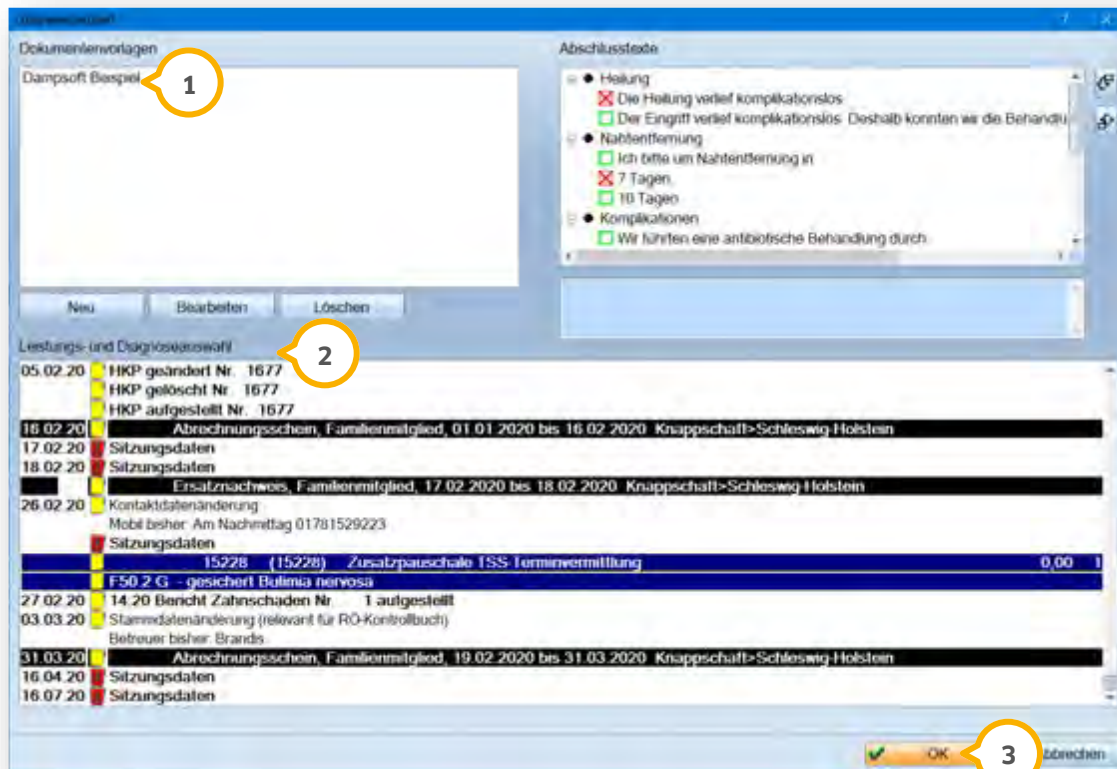 Dokumentenvorlagen
Dampsoft Beispiel
1
Abschlusstexte
Heilung
Die Heilung verlief komplikationslos
Der Eingriff verlief komplikationslos. Deshalb konnten wir die Behandlu
Nahtentfernung
Ich bitte um Nahtentfernung in
7 Tagen
10 Tagen
Komplikationen
Wir führten eine antibiotische Behandlung durch
Neu
Bearbeiten
Löschen
Leistungs- und Diagnoseauswahl
2
05.02.20 HKP geändert Nr. 1677
HKP gelöscht Nr. 1677
HKP aufgestellt Nr. 1677
16.02.20 Abrechnungsschein, Familienmitglied, 01.01.2020 bis 16.02.2020 Knappschaft>Schleswig-Holstein
17.02.20 Sitzungsdaten
18.02.20 Sitzungsdaten
Ersatznachweis, Familienmitglied, 17.02.2020 bis 18.02.2020 Knappschaft>Schleswig-Holstein
26.02.20 Kontaktdatenänderung
Mobil bisher: Am Nachmittag 01781529223
Sitzungsdaten
15228 (15228) Zusatzpauschale TSS-Terminvermittlung 0,00 1
F50.2 G - gesichert Bulimia nervosa
27.02.20 14.20 Bericht Zahnschaden Nr. 1 aufgestellt
03.03.20 Stammdatenänderung (relevant für RÖ-Kontrollbuch)
Betreuer bisher: Brandis
31.03.20 Abrechnungsschein, Familienmitglied, 19.02.2020 bis 31.03.2020 Knappschaft>Schleswig-Holstein
16.04.20 Sitzungsdaten
16.07.20 Sitzungsdaten
OK
3
bbrechen